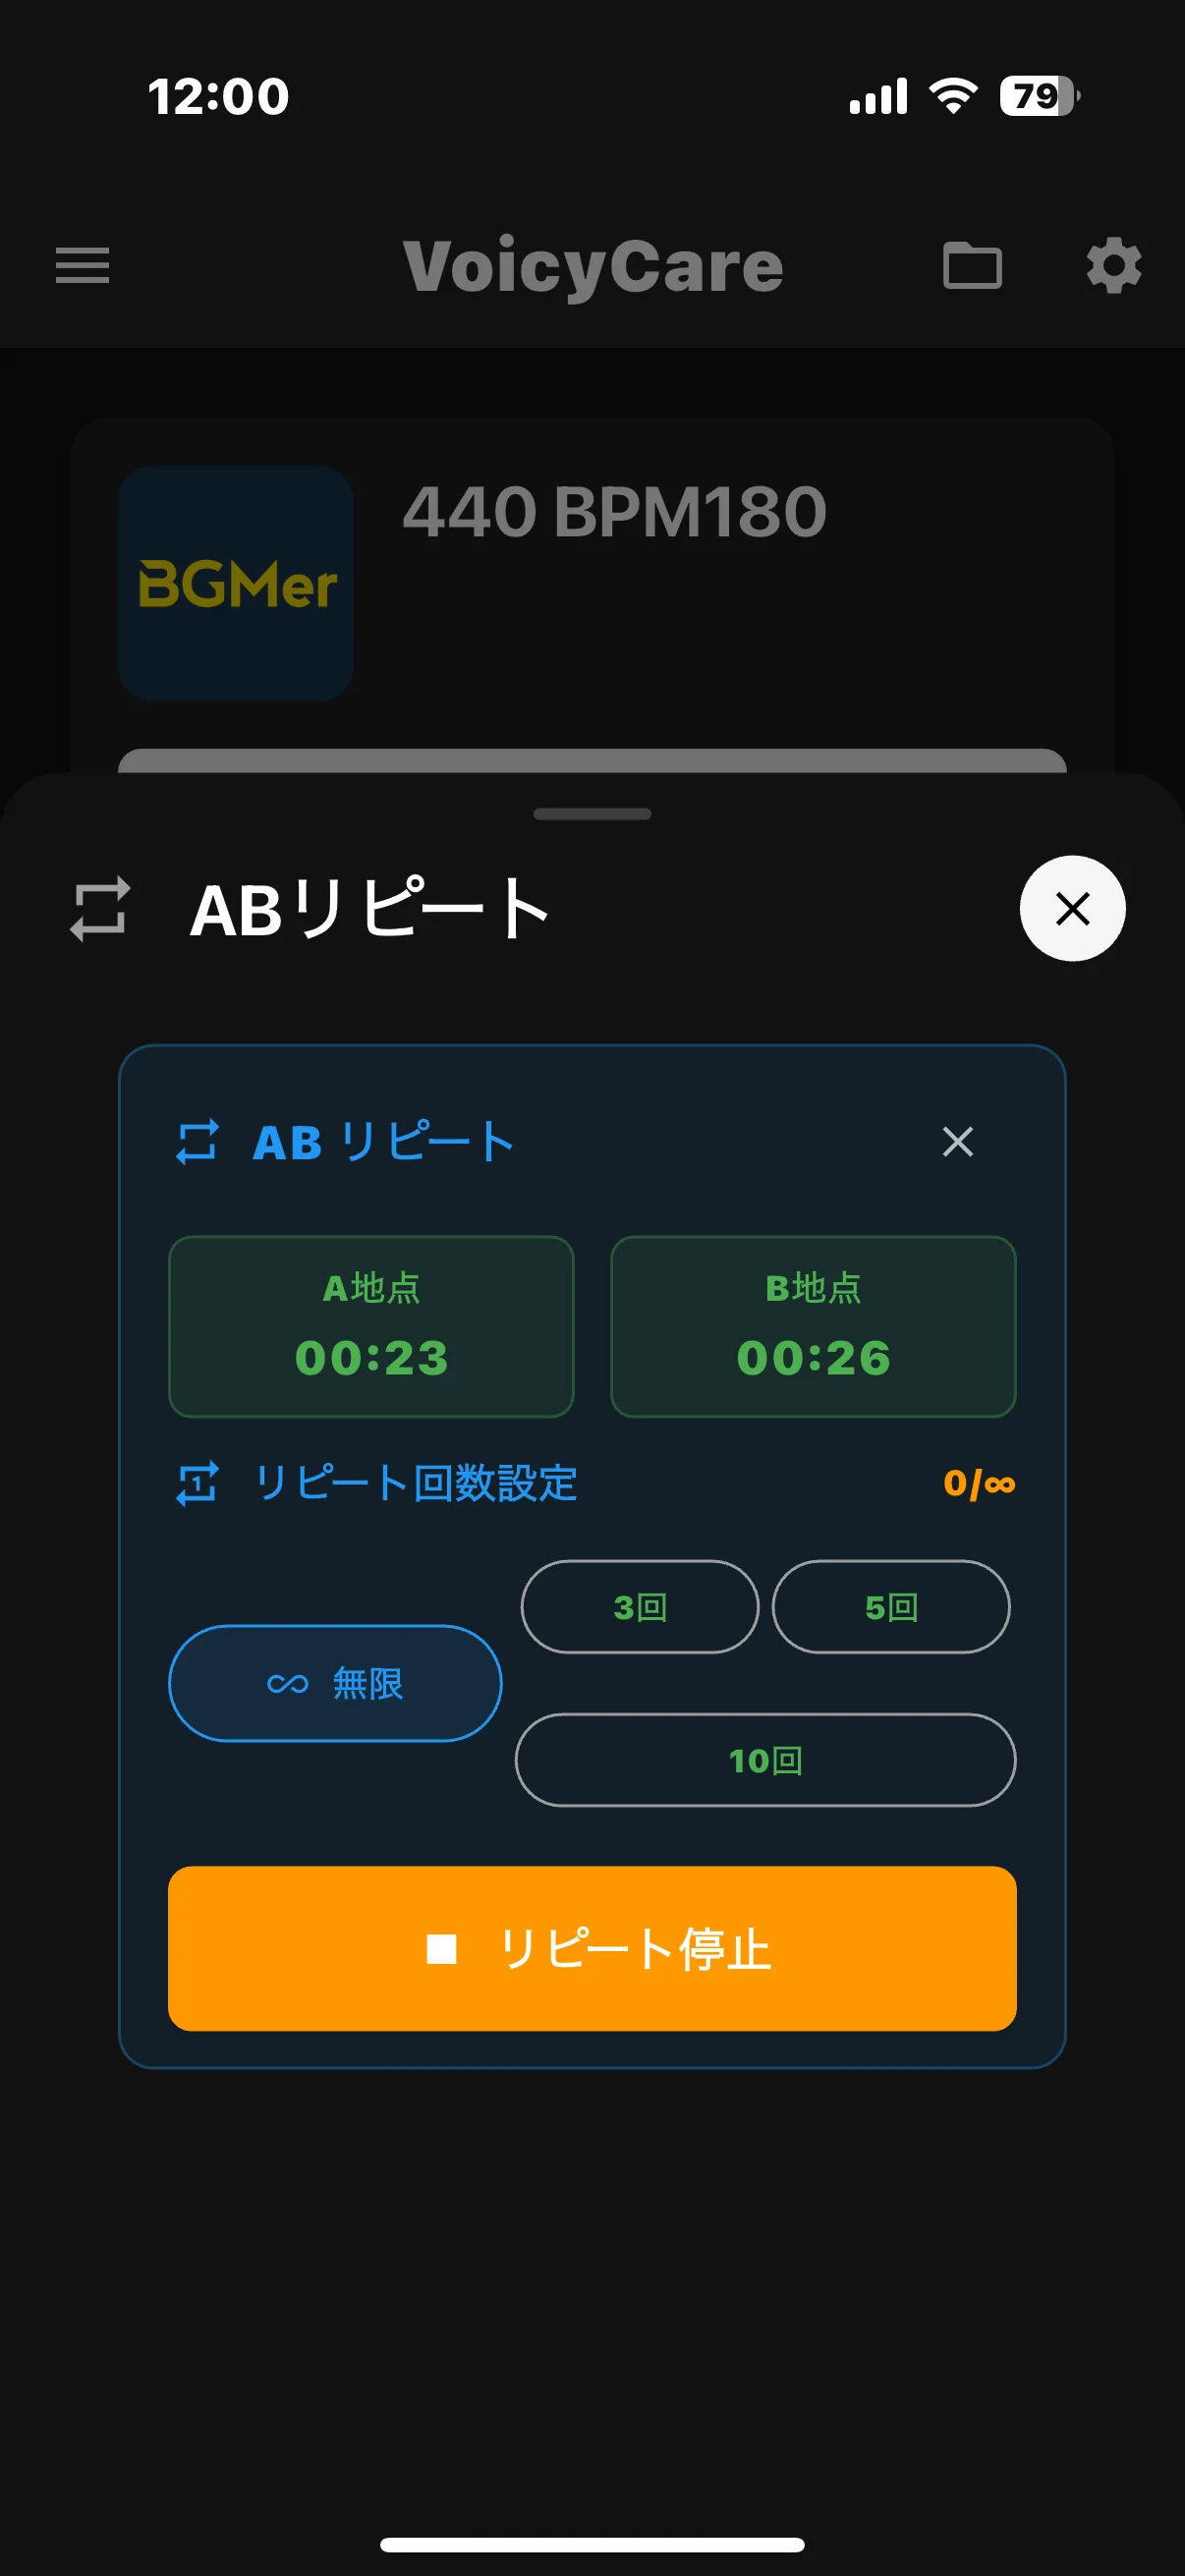 12:00
79
VoicyCare
BGMer
440 BPM180
ABリピート
AB リピート
A地点
00:23
B地点
00:26
1
リピート回数設定
0/∞
3回
5回
∞ 無限
10回
リピート停止